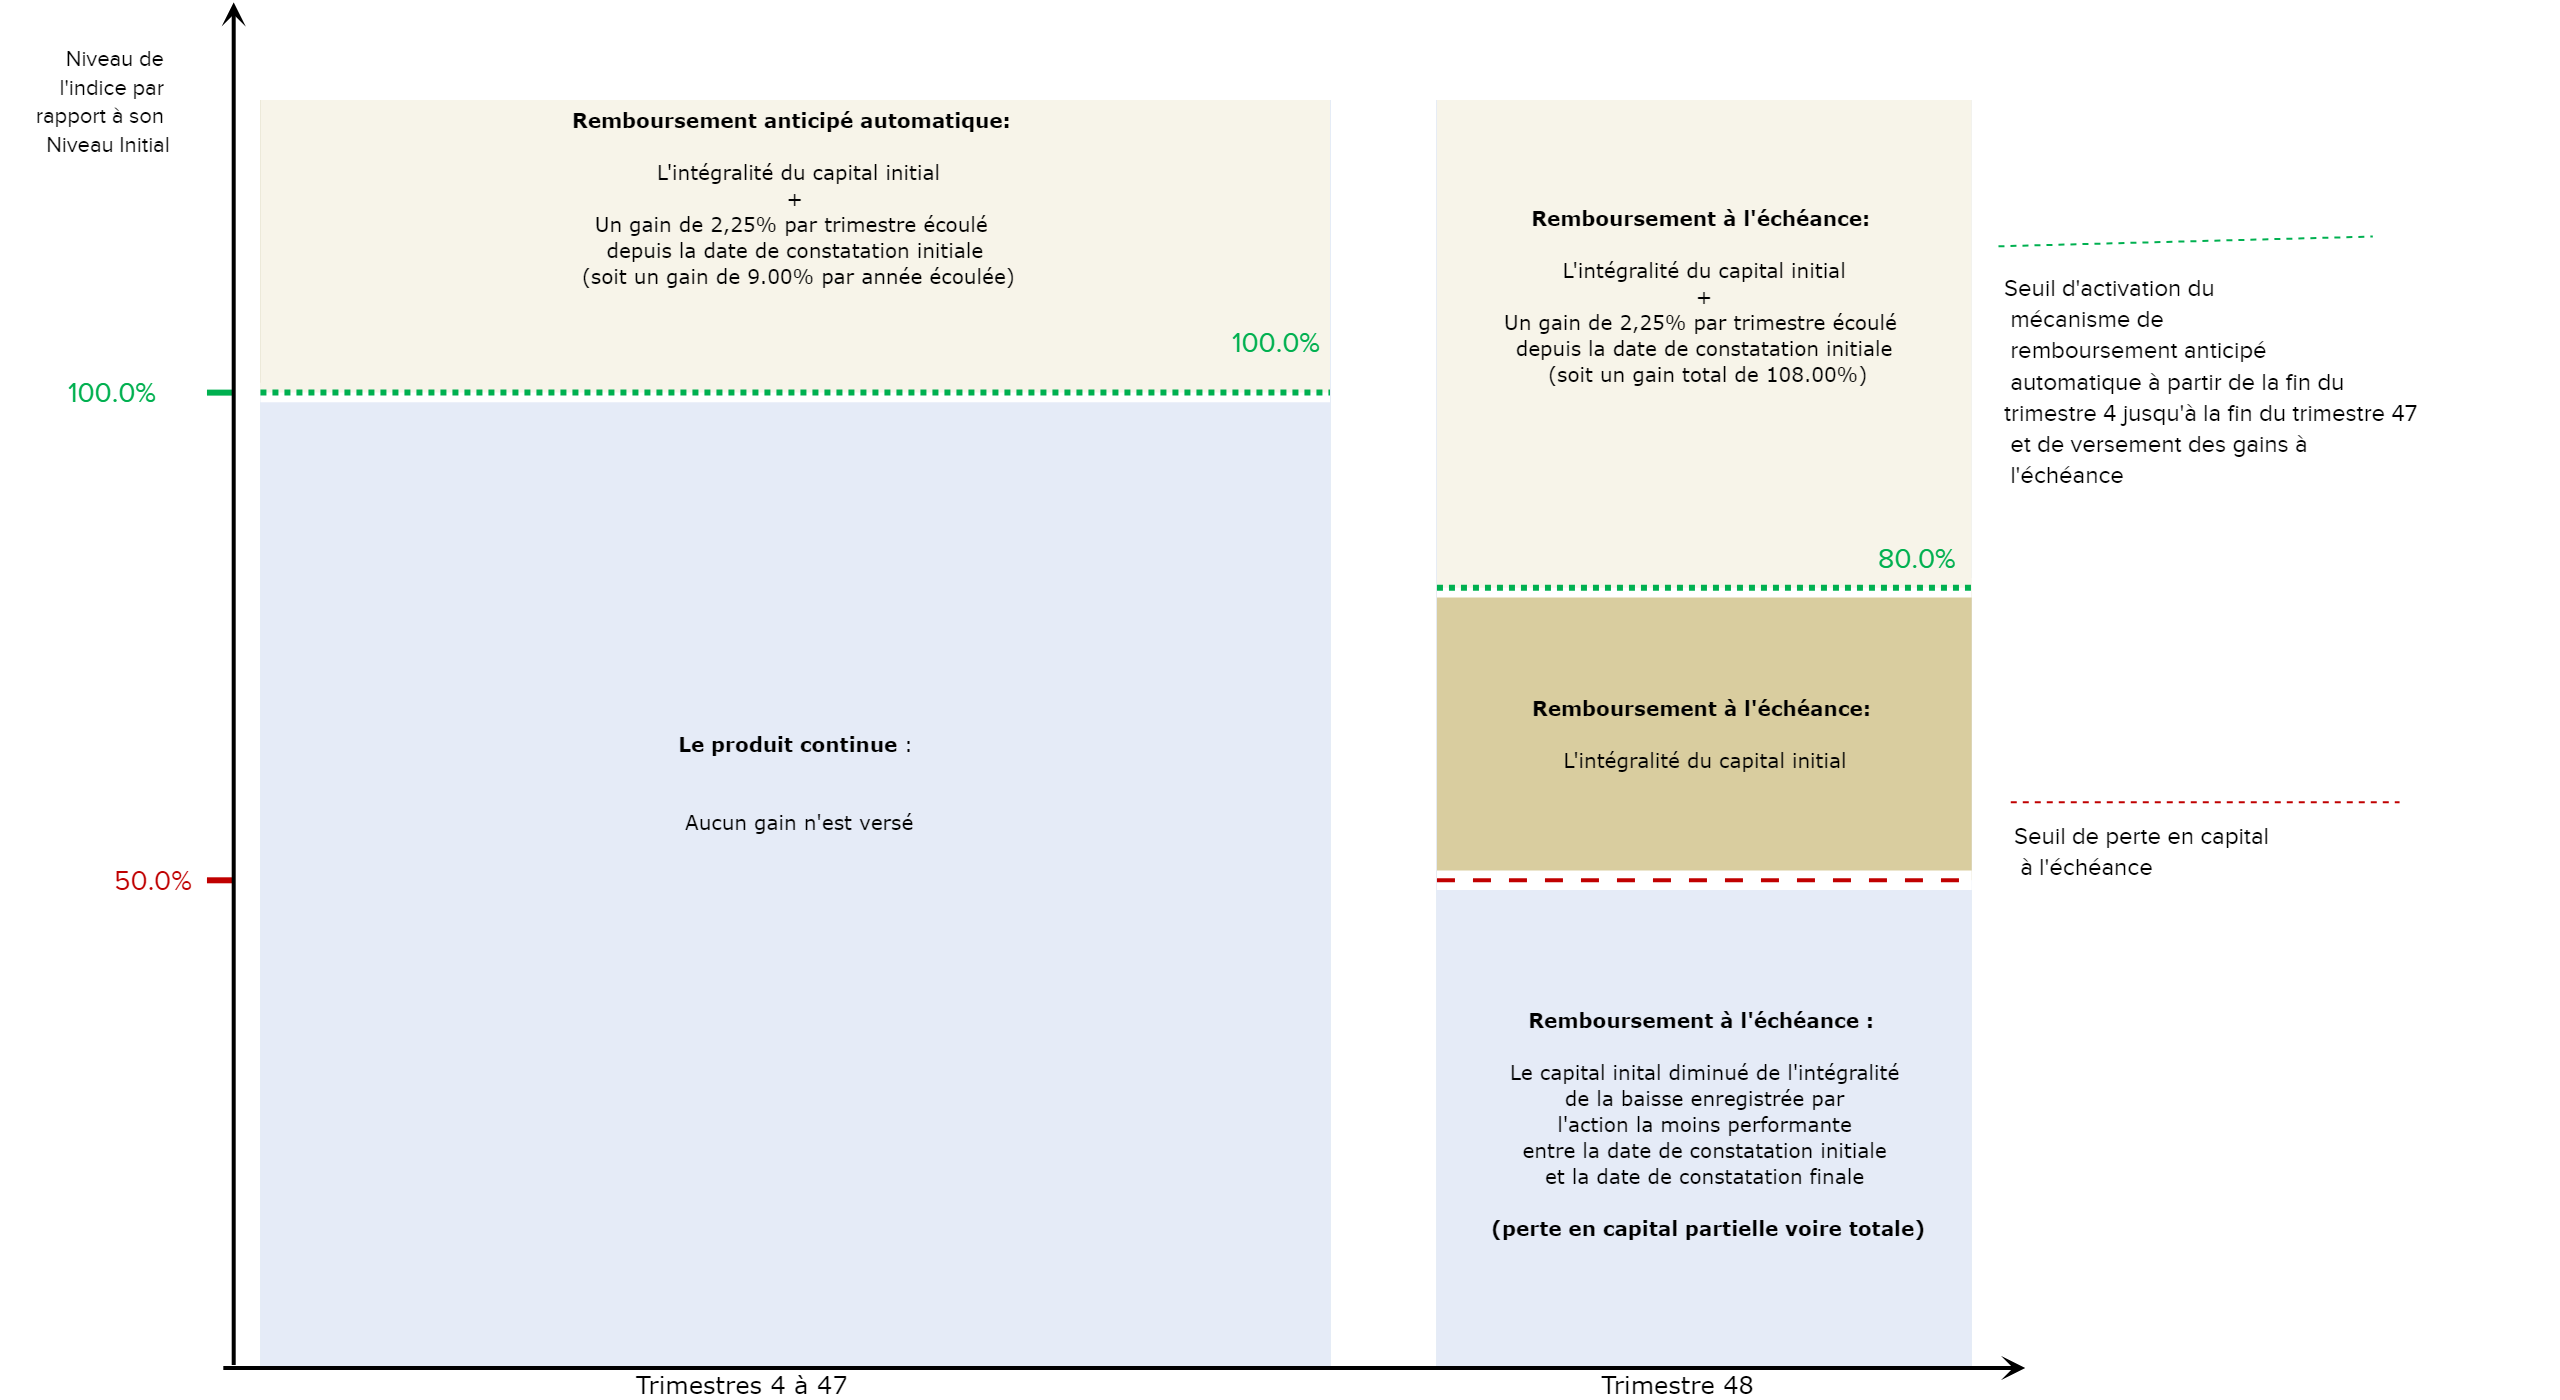 Niveau de
l'indice par
rapport à son
Niveau Initial
100.0%
50.0%
Remboursement anticipé automatique:
L'intégralité du capital initial
+
Un gain de 2,25% par trimestre écoulé
depuis la date de constatation initiale
(soit un gain de 9.00% par année écoulée)
100.0%
Le produit continue :
Aucun gain n'est versé
Trimestres 4 à 47
Remboursement à l'échéance:
L'intégralité du capital initial
+
Un gain de 2,25% par trimestre écoulé
depuis la date de constatation initiale
(soit un gain total de 108.00%)
80.0%
Remboursement à l'échéance:
L'intégralité du capital initial
Remboursement à l'échéance :
Le capital inital diminué de l'intégralité
de la baisse enregistrée par
l'action la moins performante
entre la date de constatation initiale
et la date de constatation finale
(perte en capital partielle voire totale)
Trimestre 48
Seuil d'activation du
mécanisme de
remboursement anticipé
automatique à partir de la fin du
trimestre 4 jusqu'à la fin du trimestre 47
et de versement des gains à
l'échéance
Seuil de perte en capital
à l'échéance